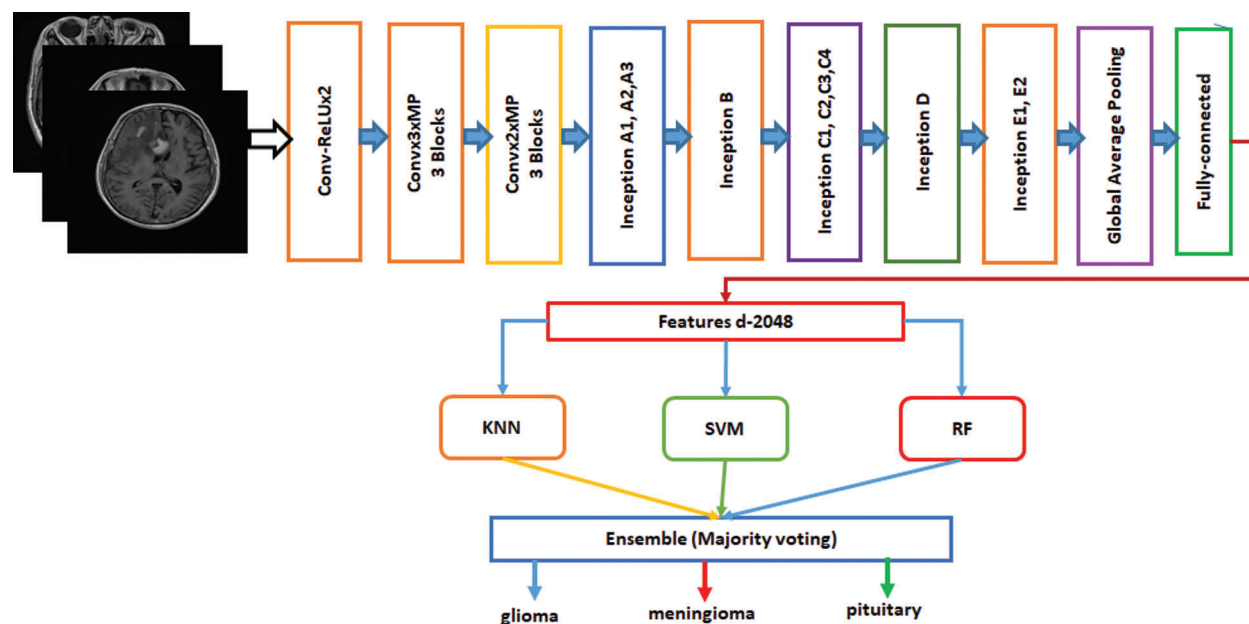 Conv-ReLUx2
Convx3xMP
3 Blocks
Convx2xMP
3 Blocks
Inception A1, A2,A3
Inception B
Inception C1, C2,C3,C4
Inception D
Inception E1, E2
Global Average Pooling
Fully-connected
Features d-2048
KNN
SVM
RF
Ensemble (Majority voting)
glioma
meningioma
pituitary